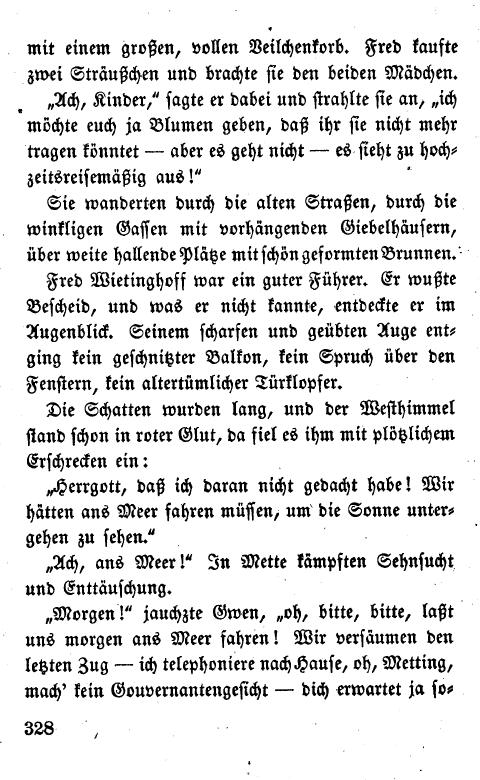 mit einem großen, vollen Veilchenkorb. Fred kaufte
zwei Sträußchen und brachte sie den beiden Mädchen.
„Ach, Kinder,“ sagte er dabei und strahlte sie an, „ich
möchte euch ja Blumen geben, daß ihr sie nicht mehr
tragen könntet — aber es geht nicht — es sieht zu hoch-
zeitsreisemäßig aus!“
Sie wanderten durch die alten Straßen, durch die
winkligen Gassen mit vorhängenden Giebelhäusern,
über weite hallende Plätze mit schön geformten Brunnen.
Fred Wietinghoff war ein guter Führer. Er wußte
Bescheid, und was er nicht kannte, entdeckte er im
Augenblick. Seinem scharfen und geübten Auge ent-
ging kein geschnitzter Balkon, kein Spruch über den
Fenstern, kein altertümlicher Türklopfer.
Die Schatten wurden lang, und der Westhimmel
stand schon in roter Glut, da fiel es ihm mit plötzlichem
Erschrecken ein:
„Herrgott, daß ich daran nicht gedacht habe! Wir
hätten ans Meer fahren müssen, um die Sonne unter-
gehen zu sehen.“
„Ach, ans Meer!“ In Mette kämpften Sehnsucht
und Enttäuschung.
„Morgen!“ jauchzte Gwen, „oh, bitte, bitte, laßt
uns morgen ans Meer fahren! Wir versäumen den
letzten Zug — ich telephoniere nach Hause, oh, Metting,
mach’ kein Gouvernantengesicht — dich erwartet ja so-
328